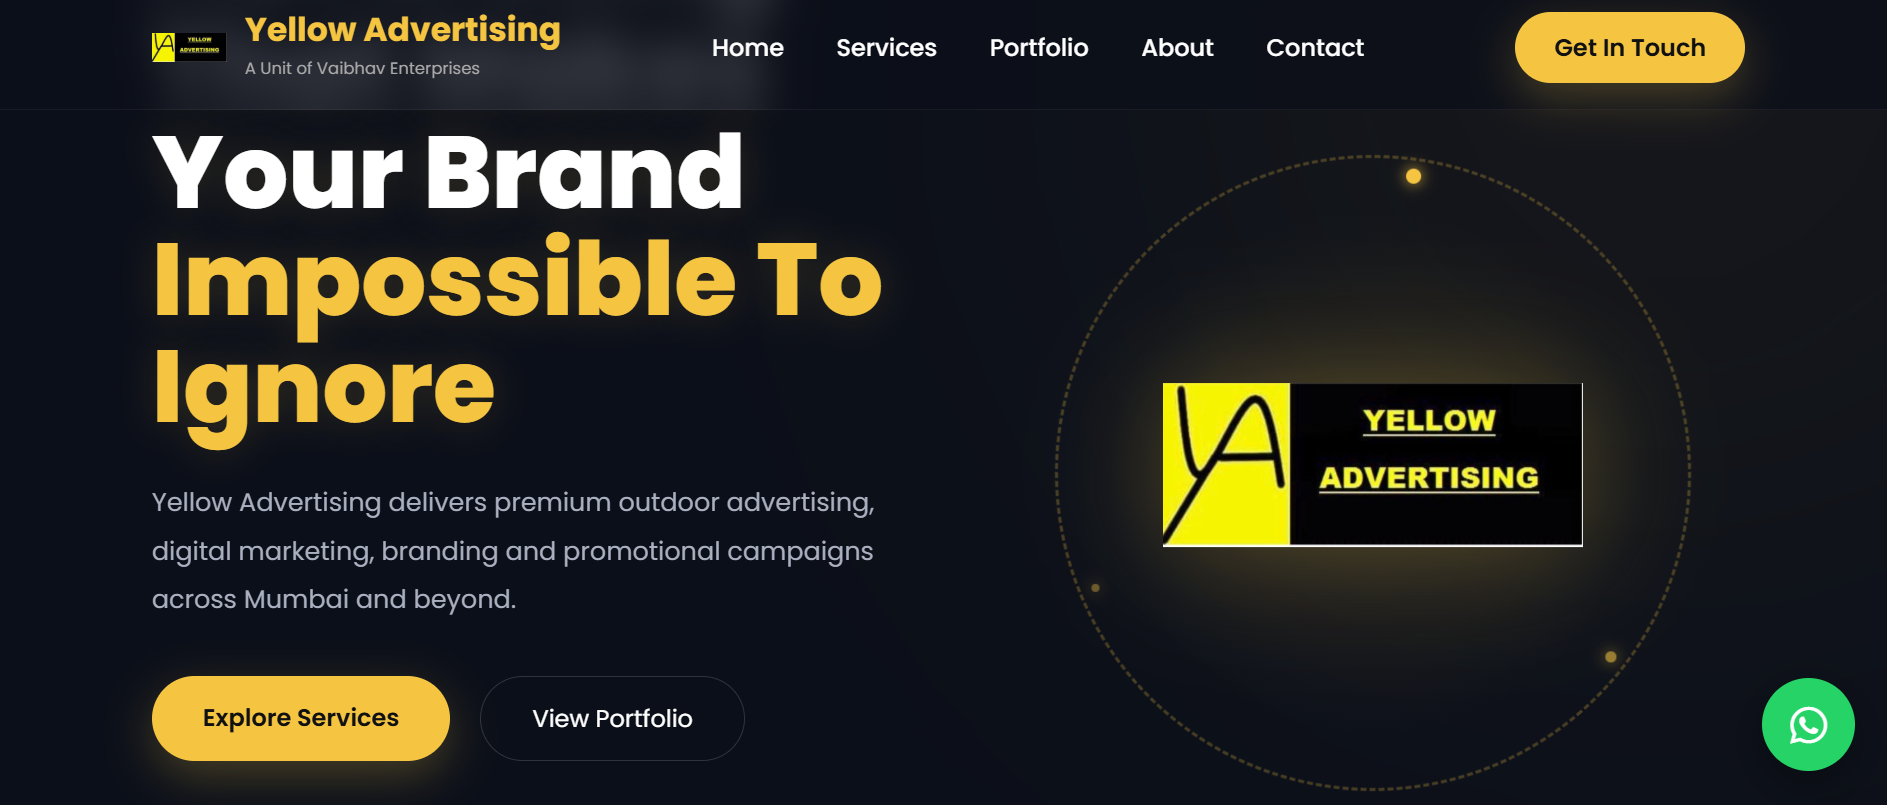 YA YELLOW
ADVERTISING
Yellow Advertising
A Unit of Vaibhav Enterprises
Home Services Portfolio About Contact
Get In Touch
Your Brand
Impossible To
Ignore
Yellow Advertising delivers premium outdoor advertising,
digital marketing, branding and promotional campaigns
across Mumbai and beyond.
Explore Services
View Portfolio
YA
YELLOW
ADVERTISING